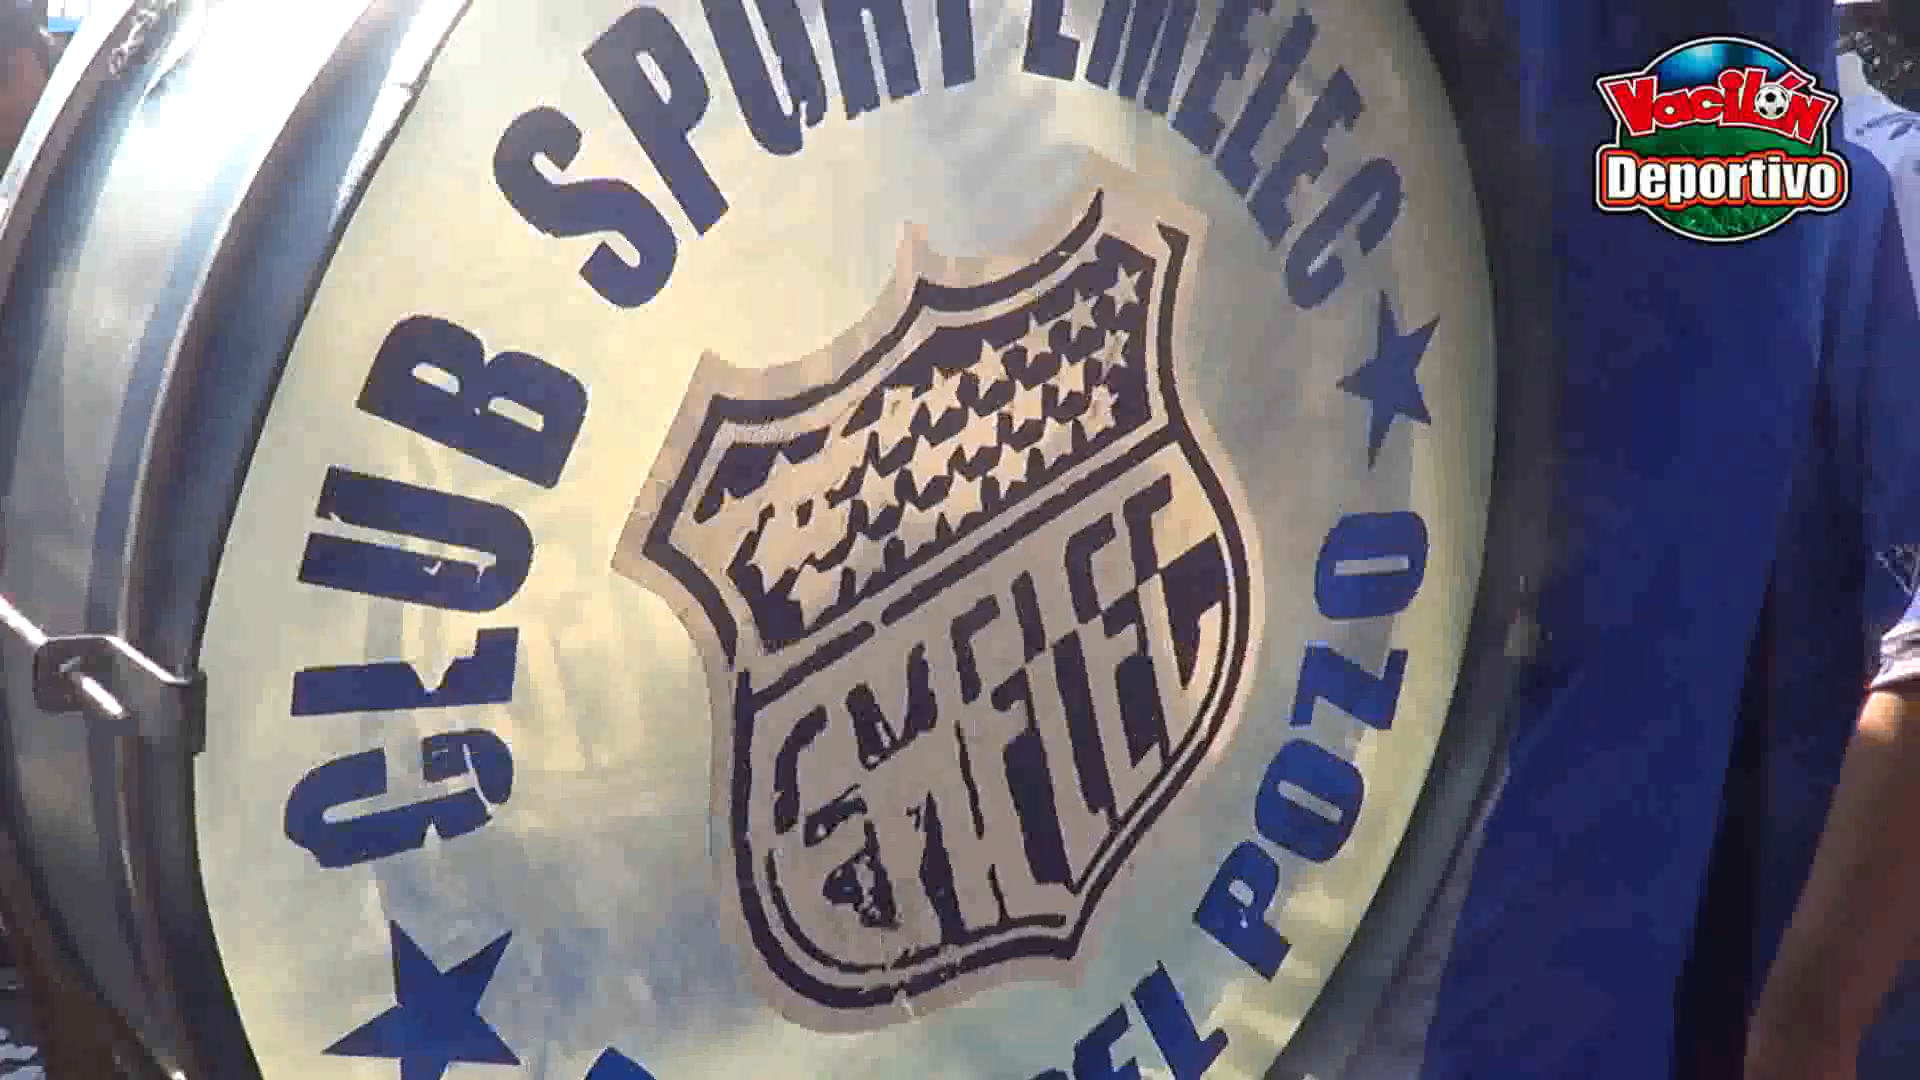 CLUB SPORT EMELEC
EMELEC
DEL POZO
Vacilón
Deportivo